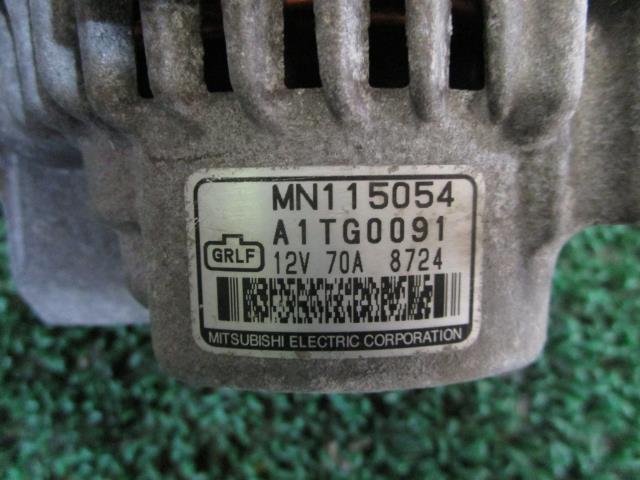 MN115054
A1TG0091
GRLF
12V 70A 8724
MITSUBISHI ELECTRIC CORPORATION